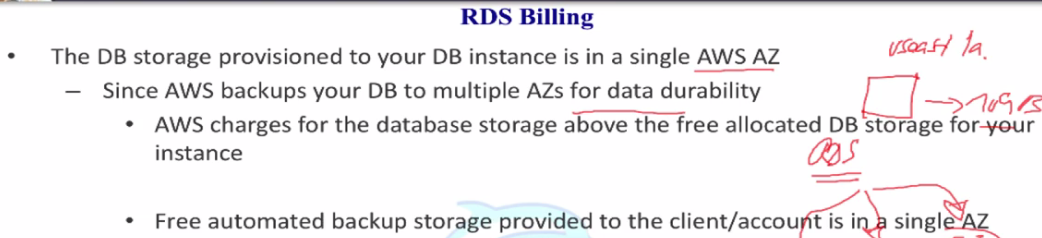 RDS Billing
• The DB storage provisioned to your DB instance is in a single AWS AZ
useast 1a.
– Since AWS backups your DB to multiple AZs for data durability
• AWS charges for the database storage above the free allocated DB storage for your
instance
• Free automated backup storage provided to the client/account is in a single AZ